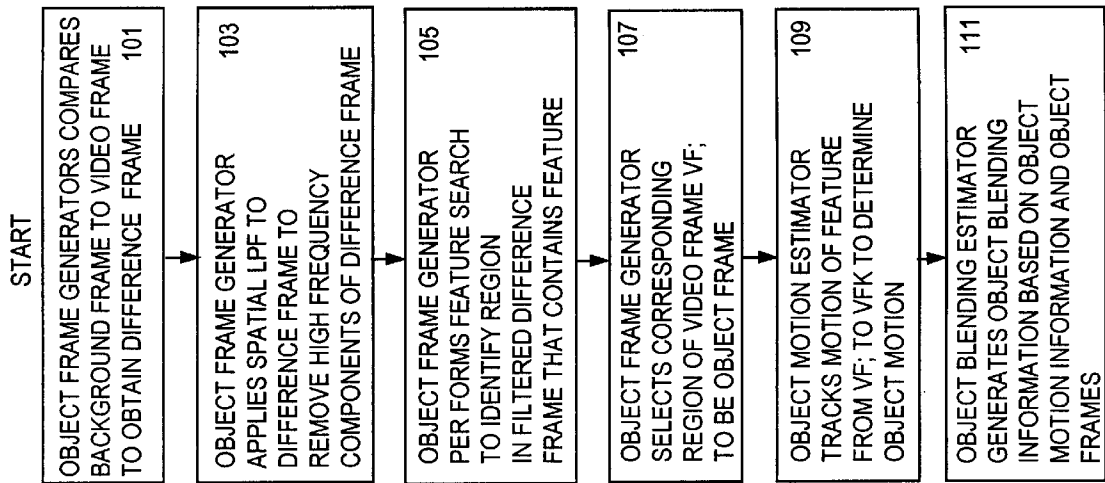 START
OBJECT FRAME GENERATORS COMPARES
BACKGROUND FRAME TO VIDEO FRAME
TO OBTAIN DIFFERENCE FRAME 101
OBJECT FRAME GENERATOR 103
APPLIES SPATIAL LPF TO
DIFFERENCE FRAME TO
REMOVE HIGH FREQUENCY
COMPONENTS OF DIFFERENCE FRAME
OBJECT FRAME GENERATOR 105
PER FORMS FEATURE SEARCH
TO IDENTIFY REGION
IN FILTERED DIFFERENCE
FRAME THAT CONTAINS FEATURE
OBJECT FRAME GENERATOR 107
SELECTS CORRESPONDING
REGION OF VIDEO FRAME VF;
TO BE OBJECT FRAME
OBJECT MOTION ESTIMATOR 109
TRACKS MOTION OF FEATURE
FROM VF; TO VFK TO DETERMINE
OBJECT MOTION
OBJECT BLENDING ESTIMATOR 111
GENERATES OBJECT BLENDING
INFORMATION BASED ON OBJECT
MOTION INFORMATION AND OBJECT
FRAMES